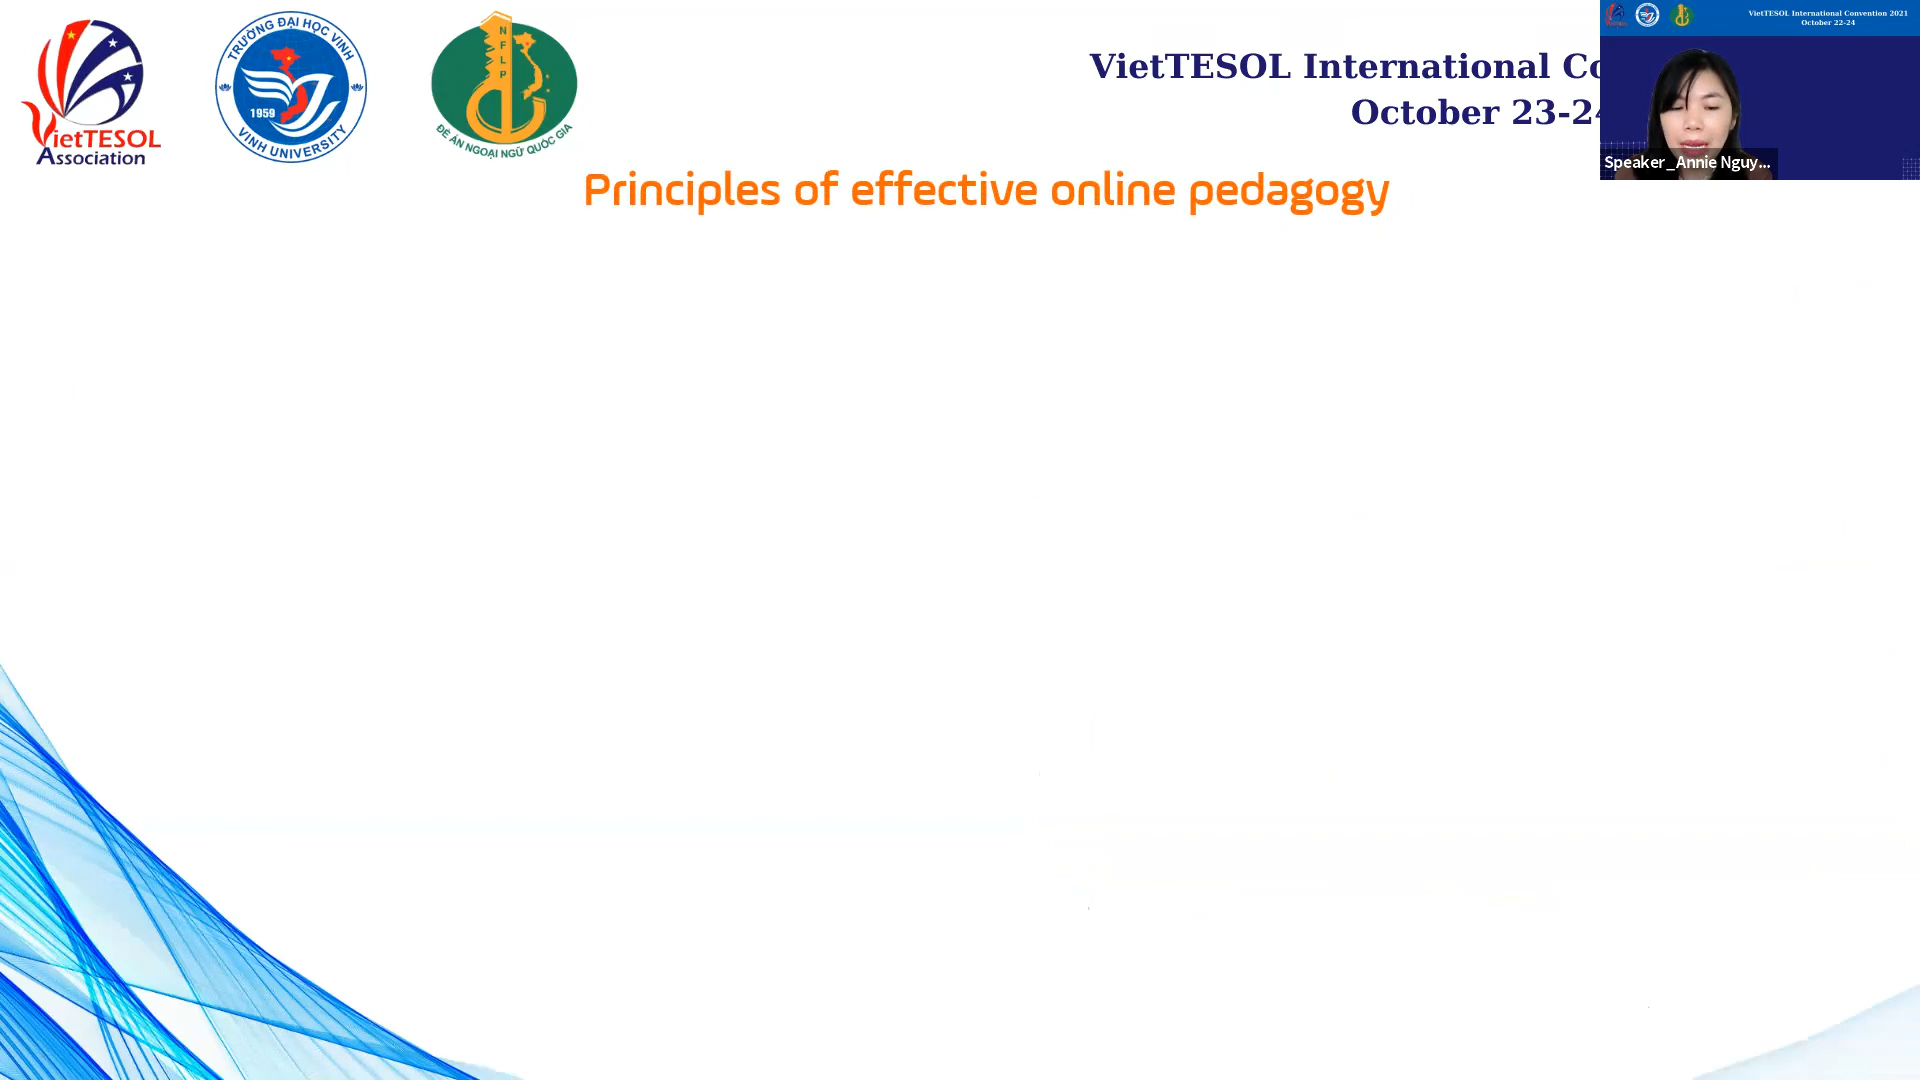 VietTESOL
Association
TRƯỜNG ĐẠI HỌC VINH
1959
VINH UNIVERSITY
NFLP
ĐỀ ÁN NGOẠI NGỮ QUỐC GIA
VietTESOL International Co
October 23-24
Principles of effective online pedagogy
VietTESOL International Convention 2021
October 22-24
Speaker_Annie Nguy...